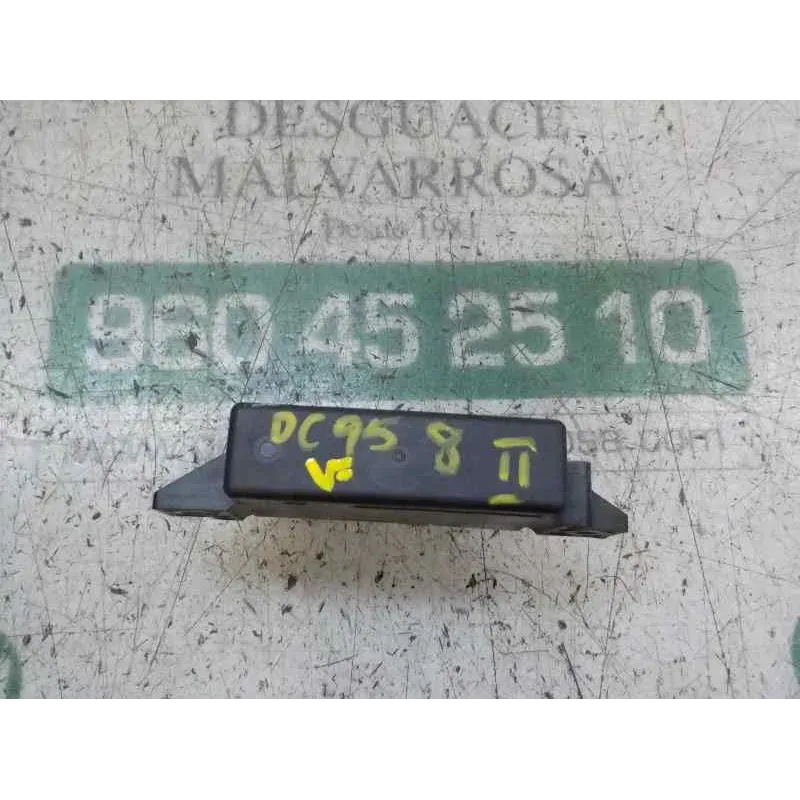 DESGUACE
MALVARROSA
Desde 1981
960 45 25 10
DC95 8 II
V=